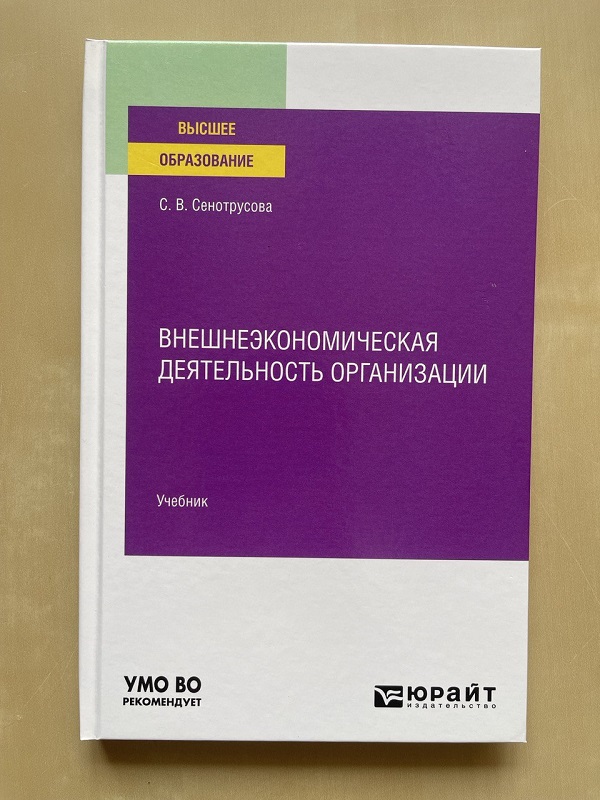 ВЫСШЕЕ
ОБРАЗОВАНИЕ
С. В. Сенотрусова
ВНЕШНЕЭКОНОМИЧЕСКАЯ
ДЕЯТЕЛЬНОСТЬ ОРГАНИЗАЦИИ
Учебник
УМО ВО
РЕКОМЕНДУЕТ
юрайт
издательство